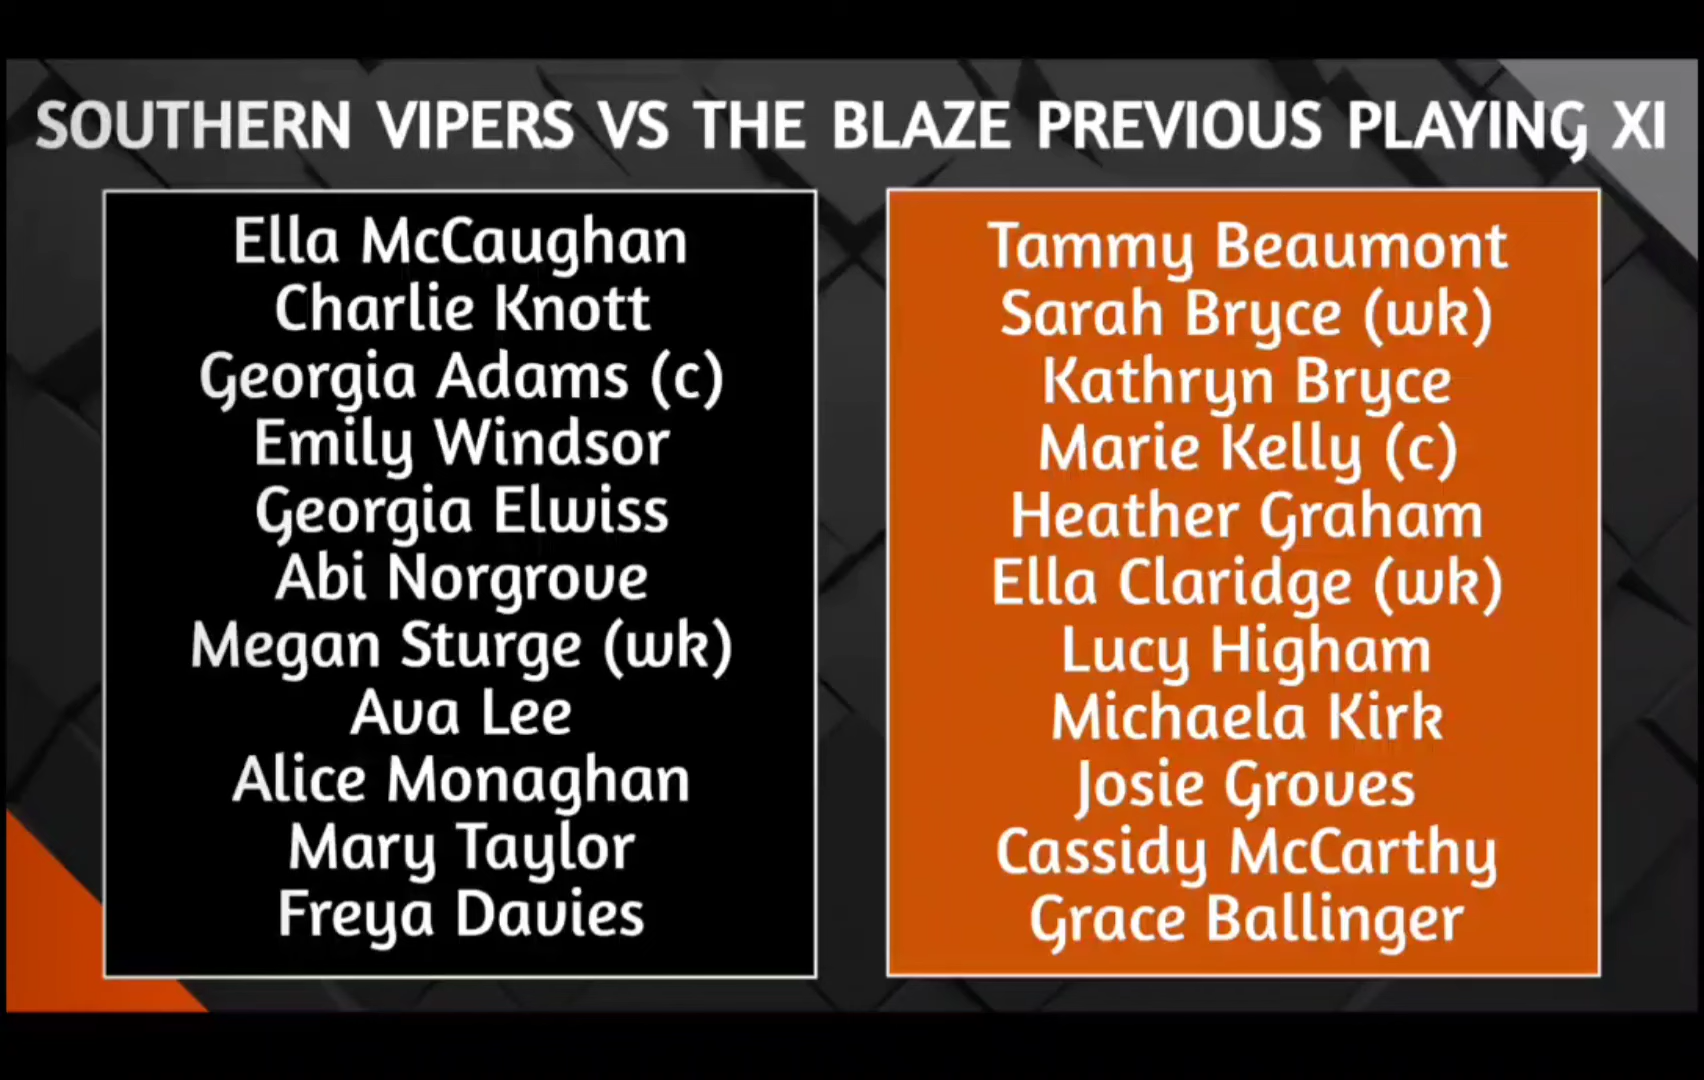 SOUTHERN VIPERS VS THE BLAZE PREVIOUS PLAYING XI
Ella McCaughan
Charlie Knott
Georgia Adams (c)
Emily Windsor
Georgia Elwiss
Abi Norgrove
Megan Sturge (wk)
Ava Lee
Alice Monaghan
Mary Taylor
Freya Davies
Tammy Beaumont
Sarah Bryce (wk)
Kathryn Bryce
Marie Kelly (c)
Heather Graham
Ella Claridge (wk)
Lucy Higham
Michaela Kirk
Josie Groves
Cassidy McCarthy
Grace Ballinger